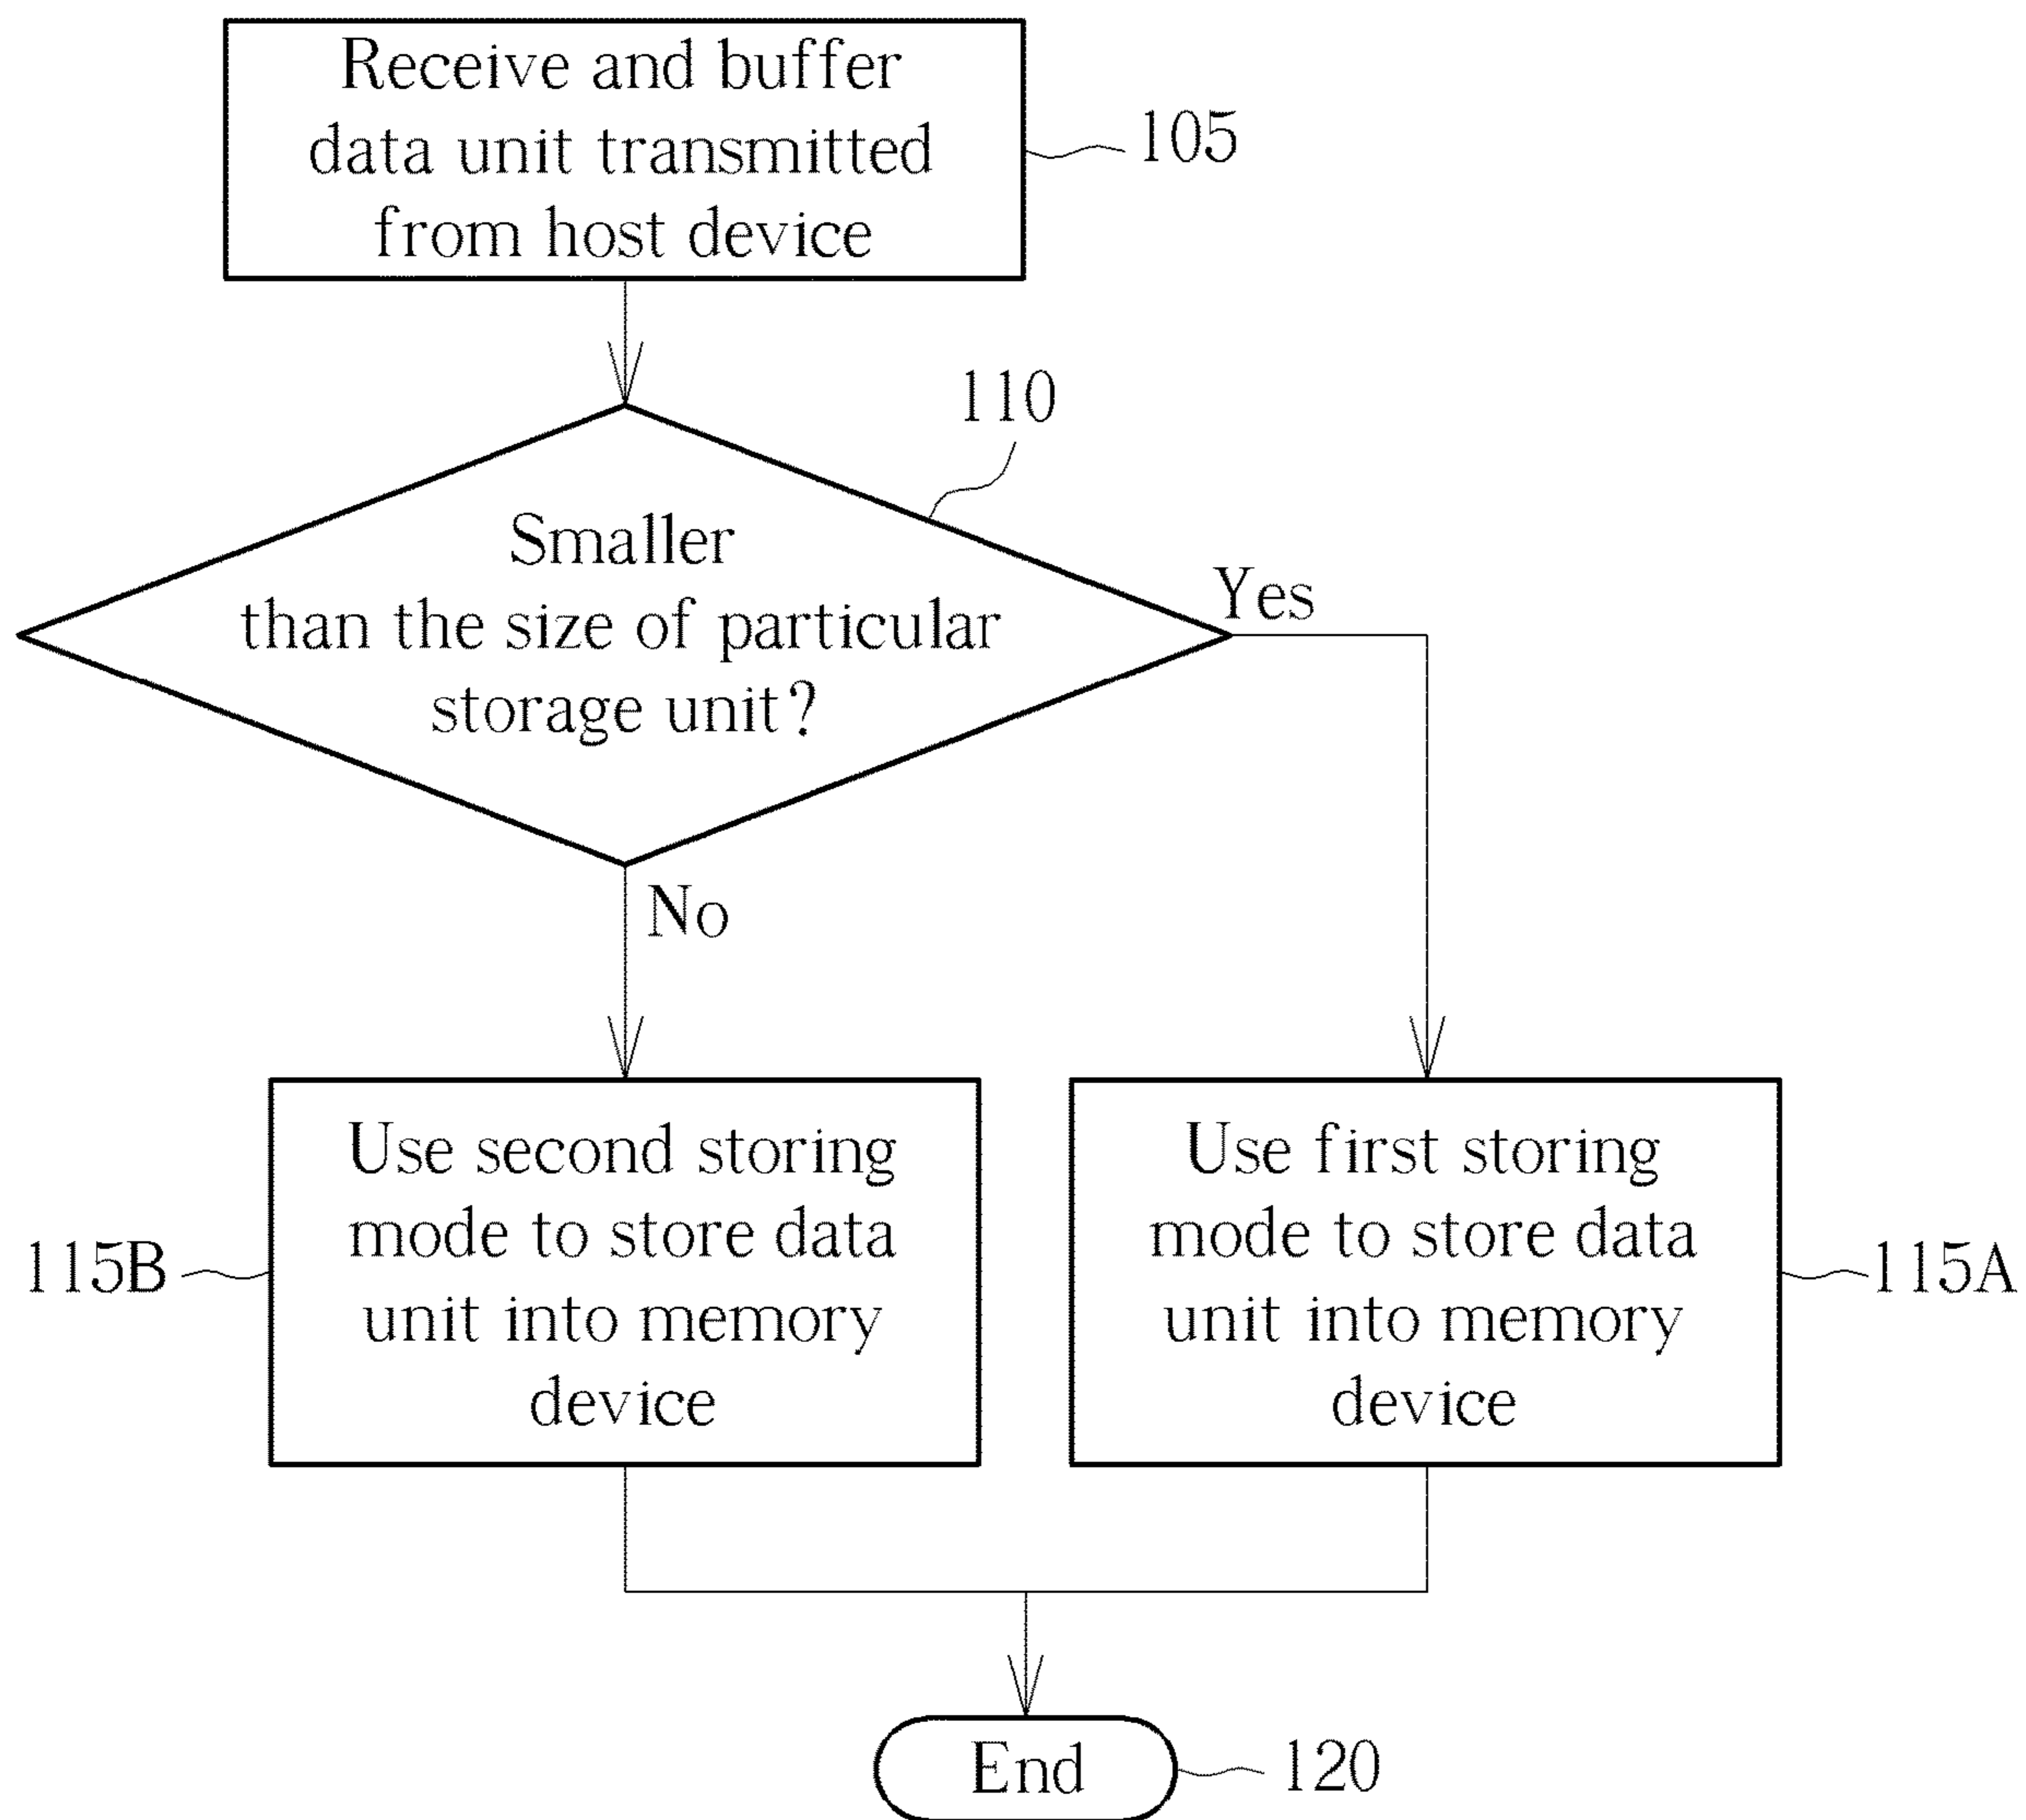 Receive and buffer
data unit transmitted
from host device
105
110
Smaller
than the size of particular
storage unit?
Yes
No
Use second storing
mode to store data
unit into memory
device
115B
Use first storing
mode to store data
unit into memory
device
115A
End
120